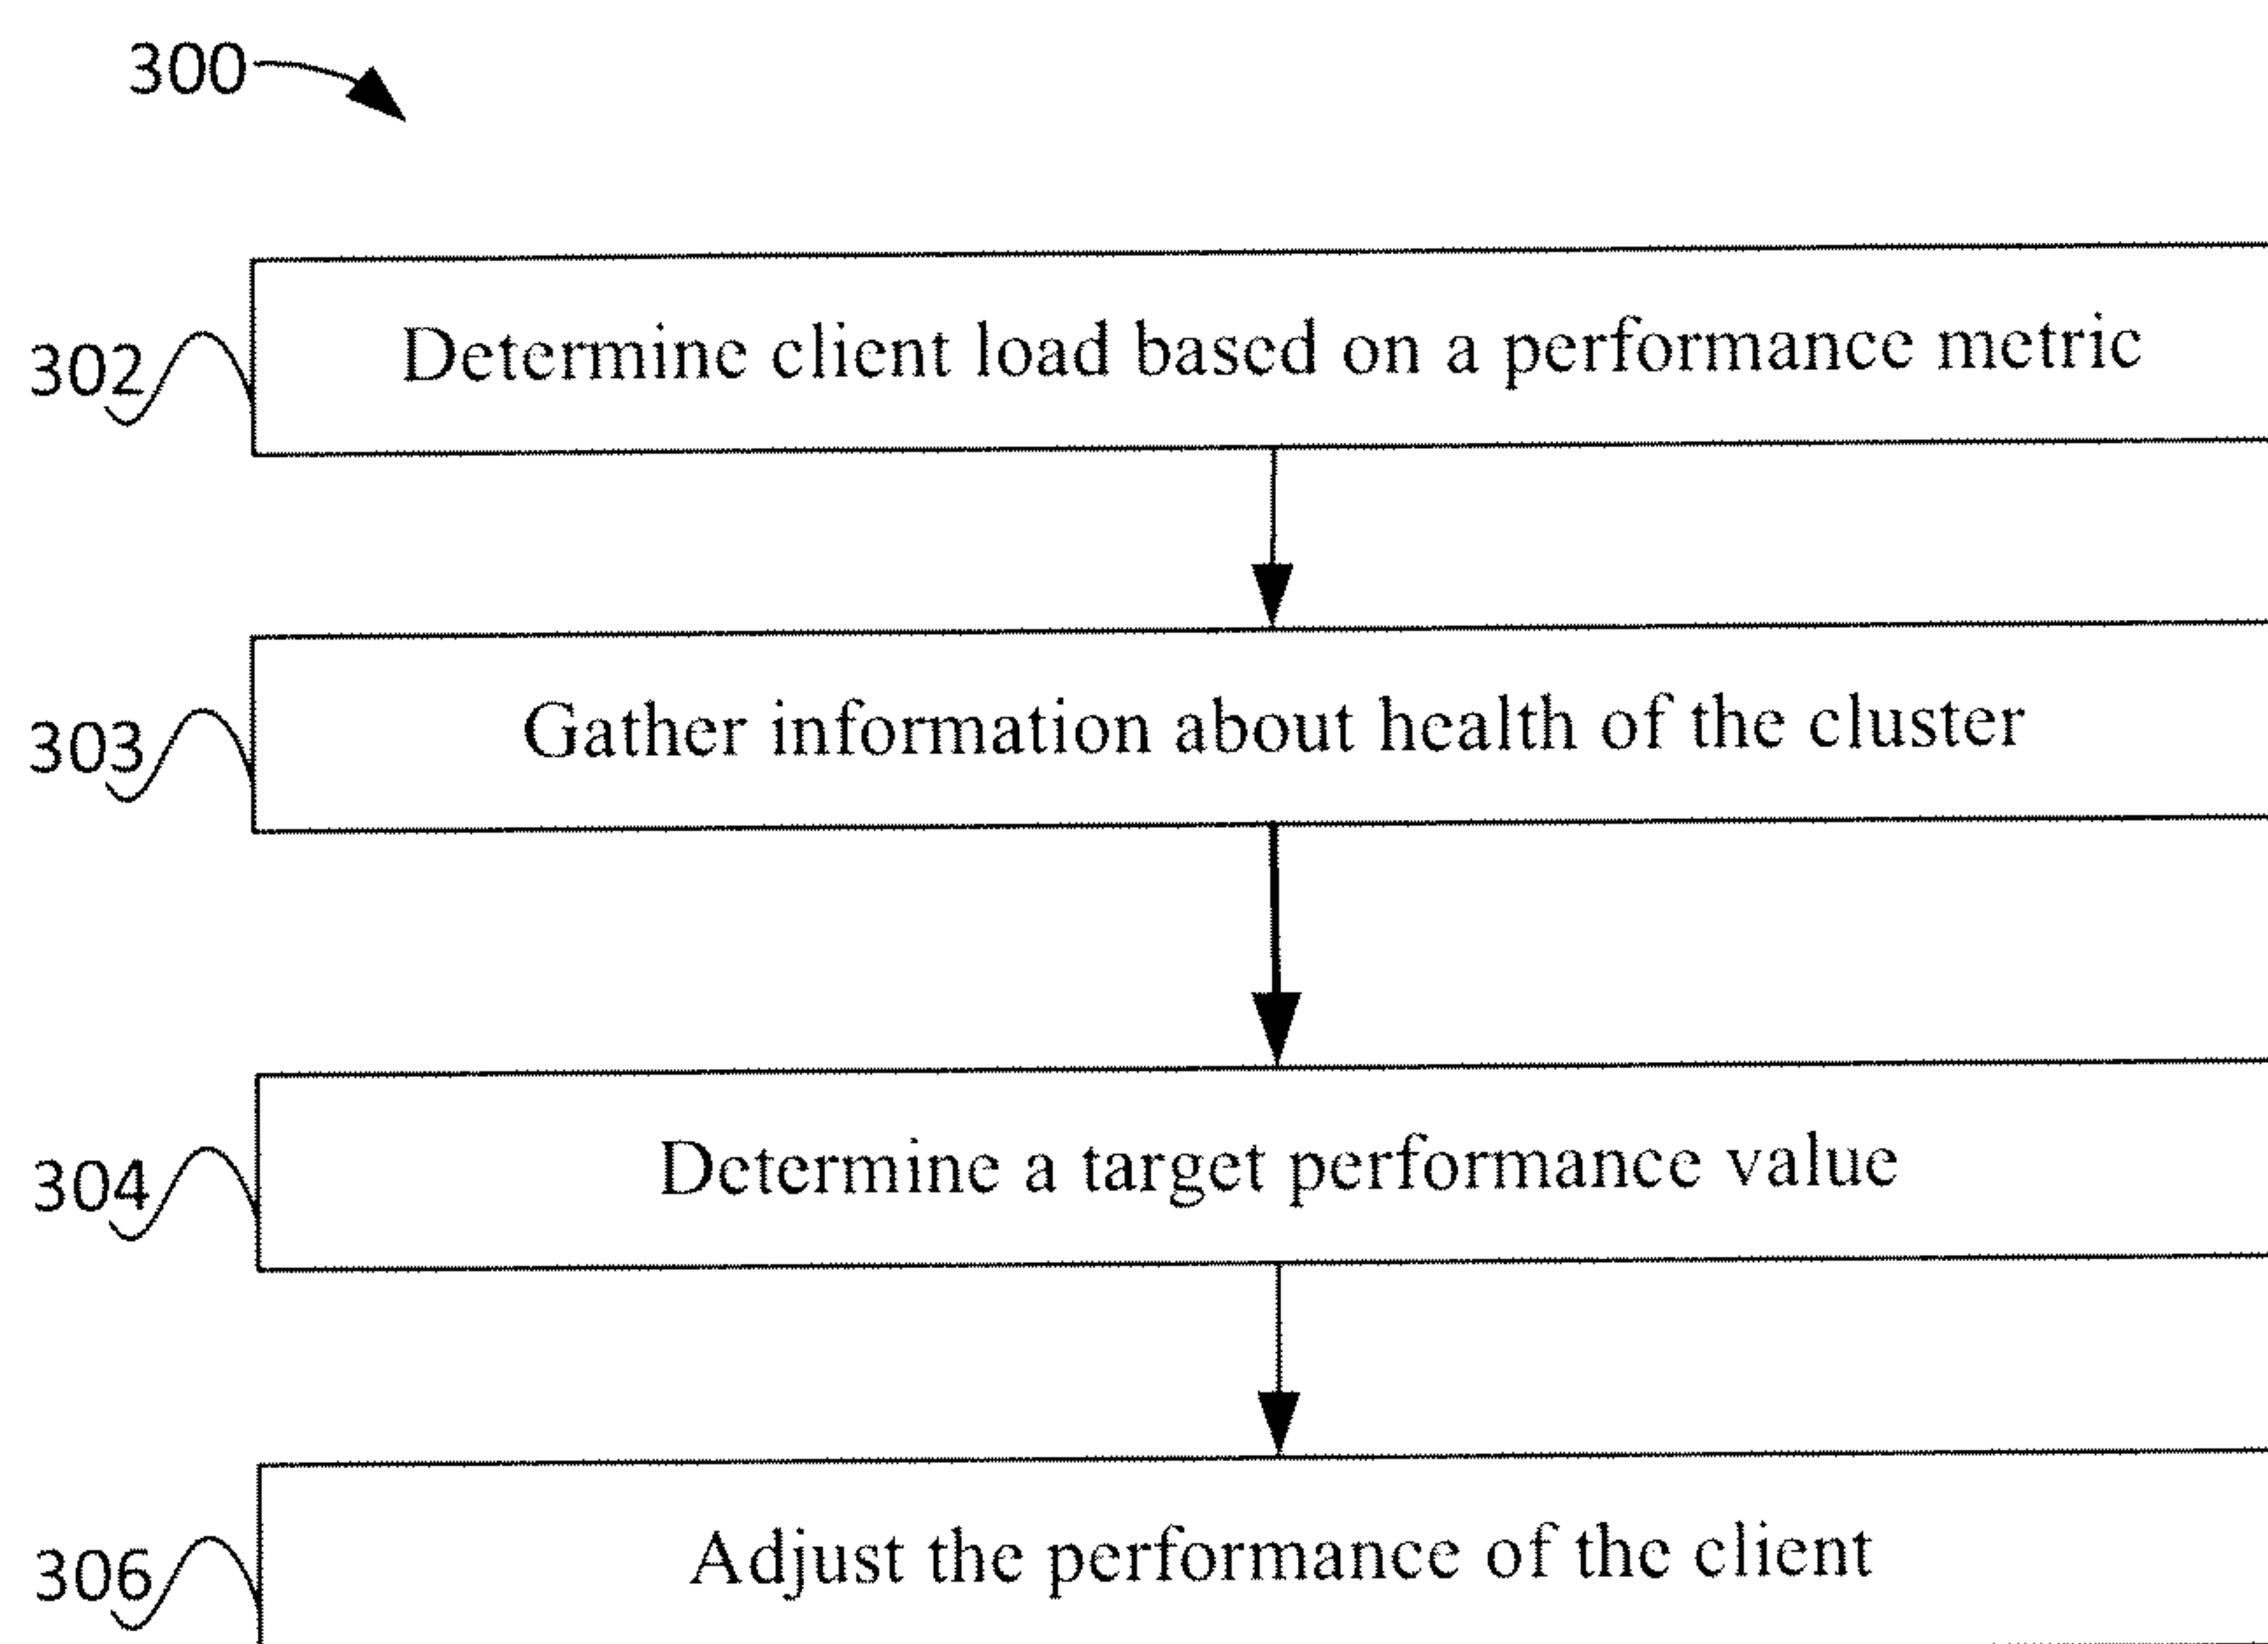 300
302 Determine client load based on a performance metric
303 Gather information about health of the cluster
304 Determine a target performance value
306 Adjust the performance of the client